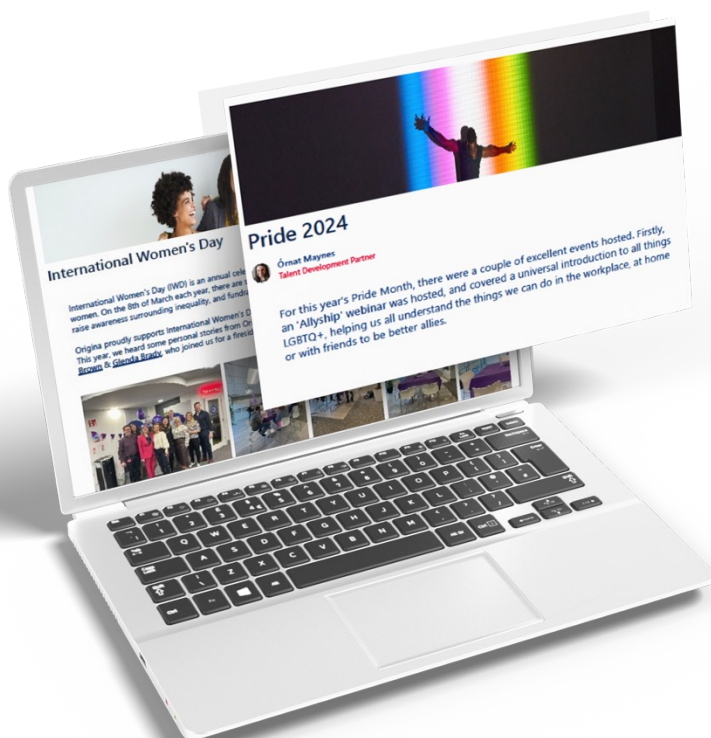 Pride 2024
Órnat Maynes
Talent Development Partner
For this year's Pride Month, there were a couple of excellent events hosted. Firstly,
an 'Allyship' webinar was hosted, and covered a universal introduction to all things
LGBTQ+, helping us all understand the things we can do in the workplace, at home
or with friends to be better allies.
International Women's Day
International Women's Day (IWD) is an annual
women. On the 8th of March each year, there are
raise awareness surrounding inequality, and
Origina proudly supports International Women's
This year, we heard some personal stories from
Brown & Glenda Brady, who joined us for a